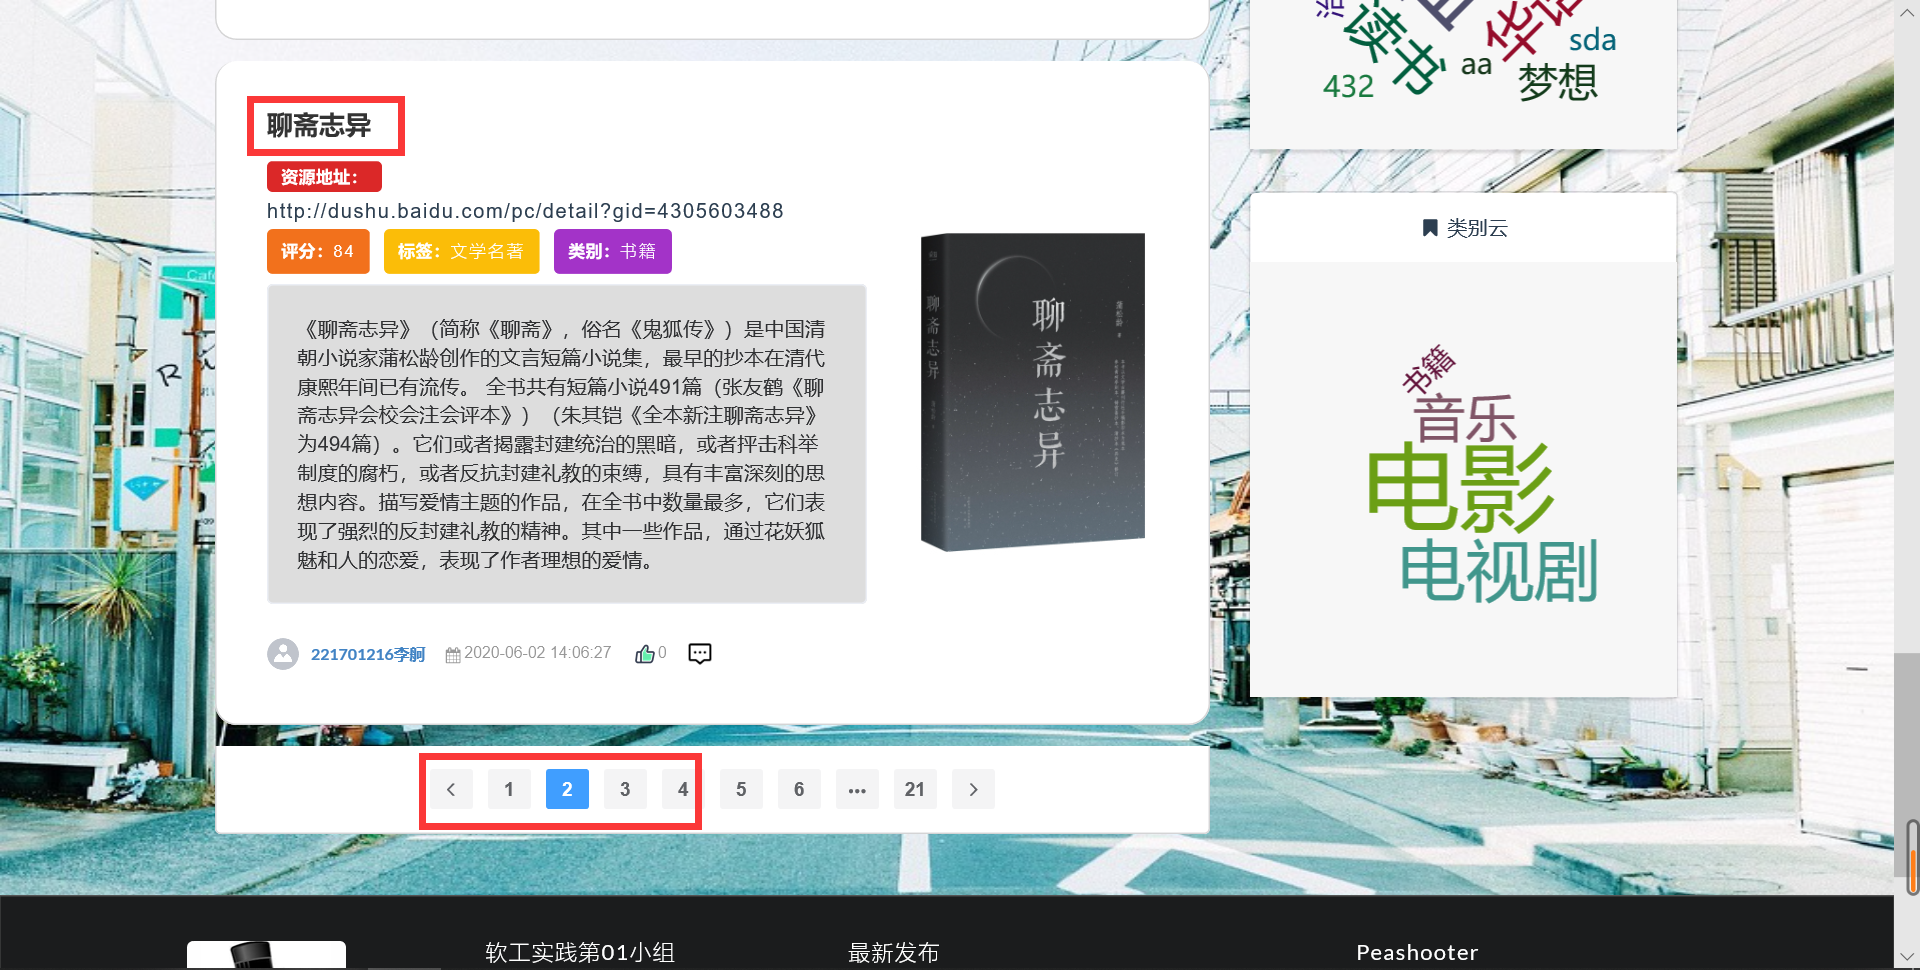 读书
华语
sda
aa
432
梦想
聊斋志异
资源地址：
http://dushu.baidu.com/pc/detail?gid=4305603488
评分：84 标签：文学名著 类别：书籍
《聊斋志异》（简称《聊斋》，俗名《鬼狐传》）是中国清
朝小说家蒲松龄创作的文言短篇小说集，最早的抄本在清代
康熙年间已有流传。 全书共有短篇小说491篇（张友鹤《聊
斋志异会校会注会评本》）（朱其铠《全本新注聊斋志异》
为494篇）。它们或者揭露封建统治的黑暗，或者抨击科举
制度的腐朽，或者反抗封建礼教的束缚，具有丰富深刻的思
想内容。描写爱情主题的作品，在全书中数量最多，它们表
现了强烈的反封建礼教的精神。其中一些作品，通过花妖狐
魅和人的恋爱，表现了作者理想的爱情。
聊斋志异
聊斋志异
蒲松龄 著
221701216李舸 2020-06-02 14:06:27 0
1 2 3 4 5 6 ••• 21
类别云
书籍
音乐
电影
电视剧
软工实践第01小组 最新发布 Peashooter